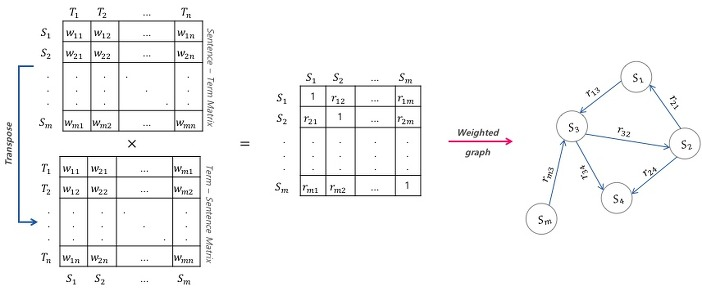 T₁ T₂ ... Tₙ
S₁ w₁₁ w₁₂ ... w₁ₙ
S₂ w₂₁ w₂₂ ... w₂ₙ
. . . . .
. . . . .
. . . . .
Sₘ wₘ₁ wₘ₂ ... wₘₙ
Sentence – Term Matrix
Transpose
×
T₁ w₁₁ w₂₁ ... wₘ₁
T₂ w₁₂ w₂₂ ... wₘ₂
. . . . .
. . . . .
. . . . .
Tₙ w₁ₙ w₂ₙ ... wₘₙ
S₁ S₂ ... Sₘ
Term – Sentence Matrix
=
S₁ S₂ ... Sₘ
S₁ 1 r₁₂ ... r₁ₘ
S₂ r₂₁ 1 ... r₂ₘ
. . . . .
. . . . .
. . . . .
Sₘ rₘ₁ rₘ₂ ... 1
Weighted
graph
S₁
r₁₃
r₂₁
S₃
r₃₂
S₂
rₘ₃
r₃₄
r₂₄
S₄
Sₘ